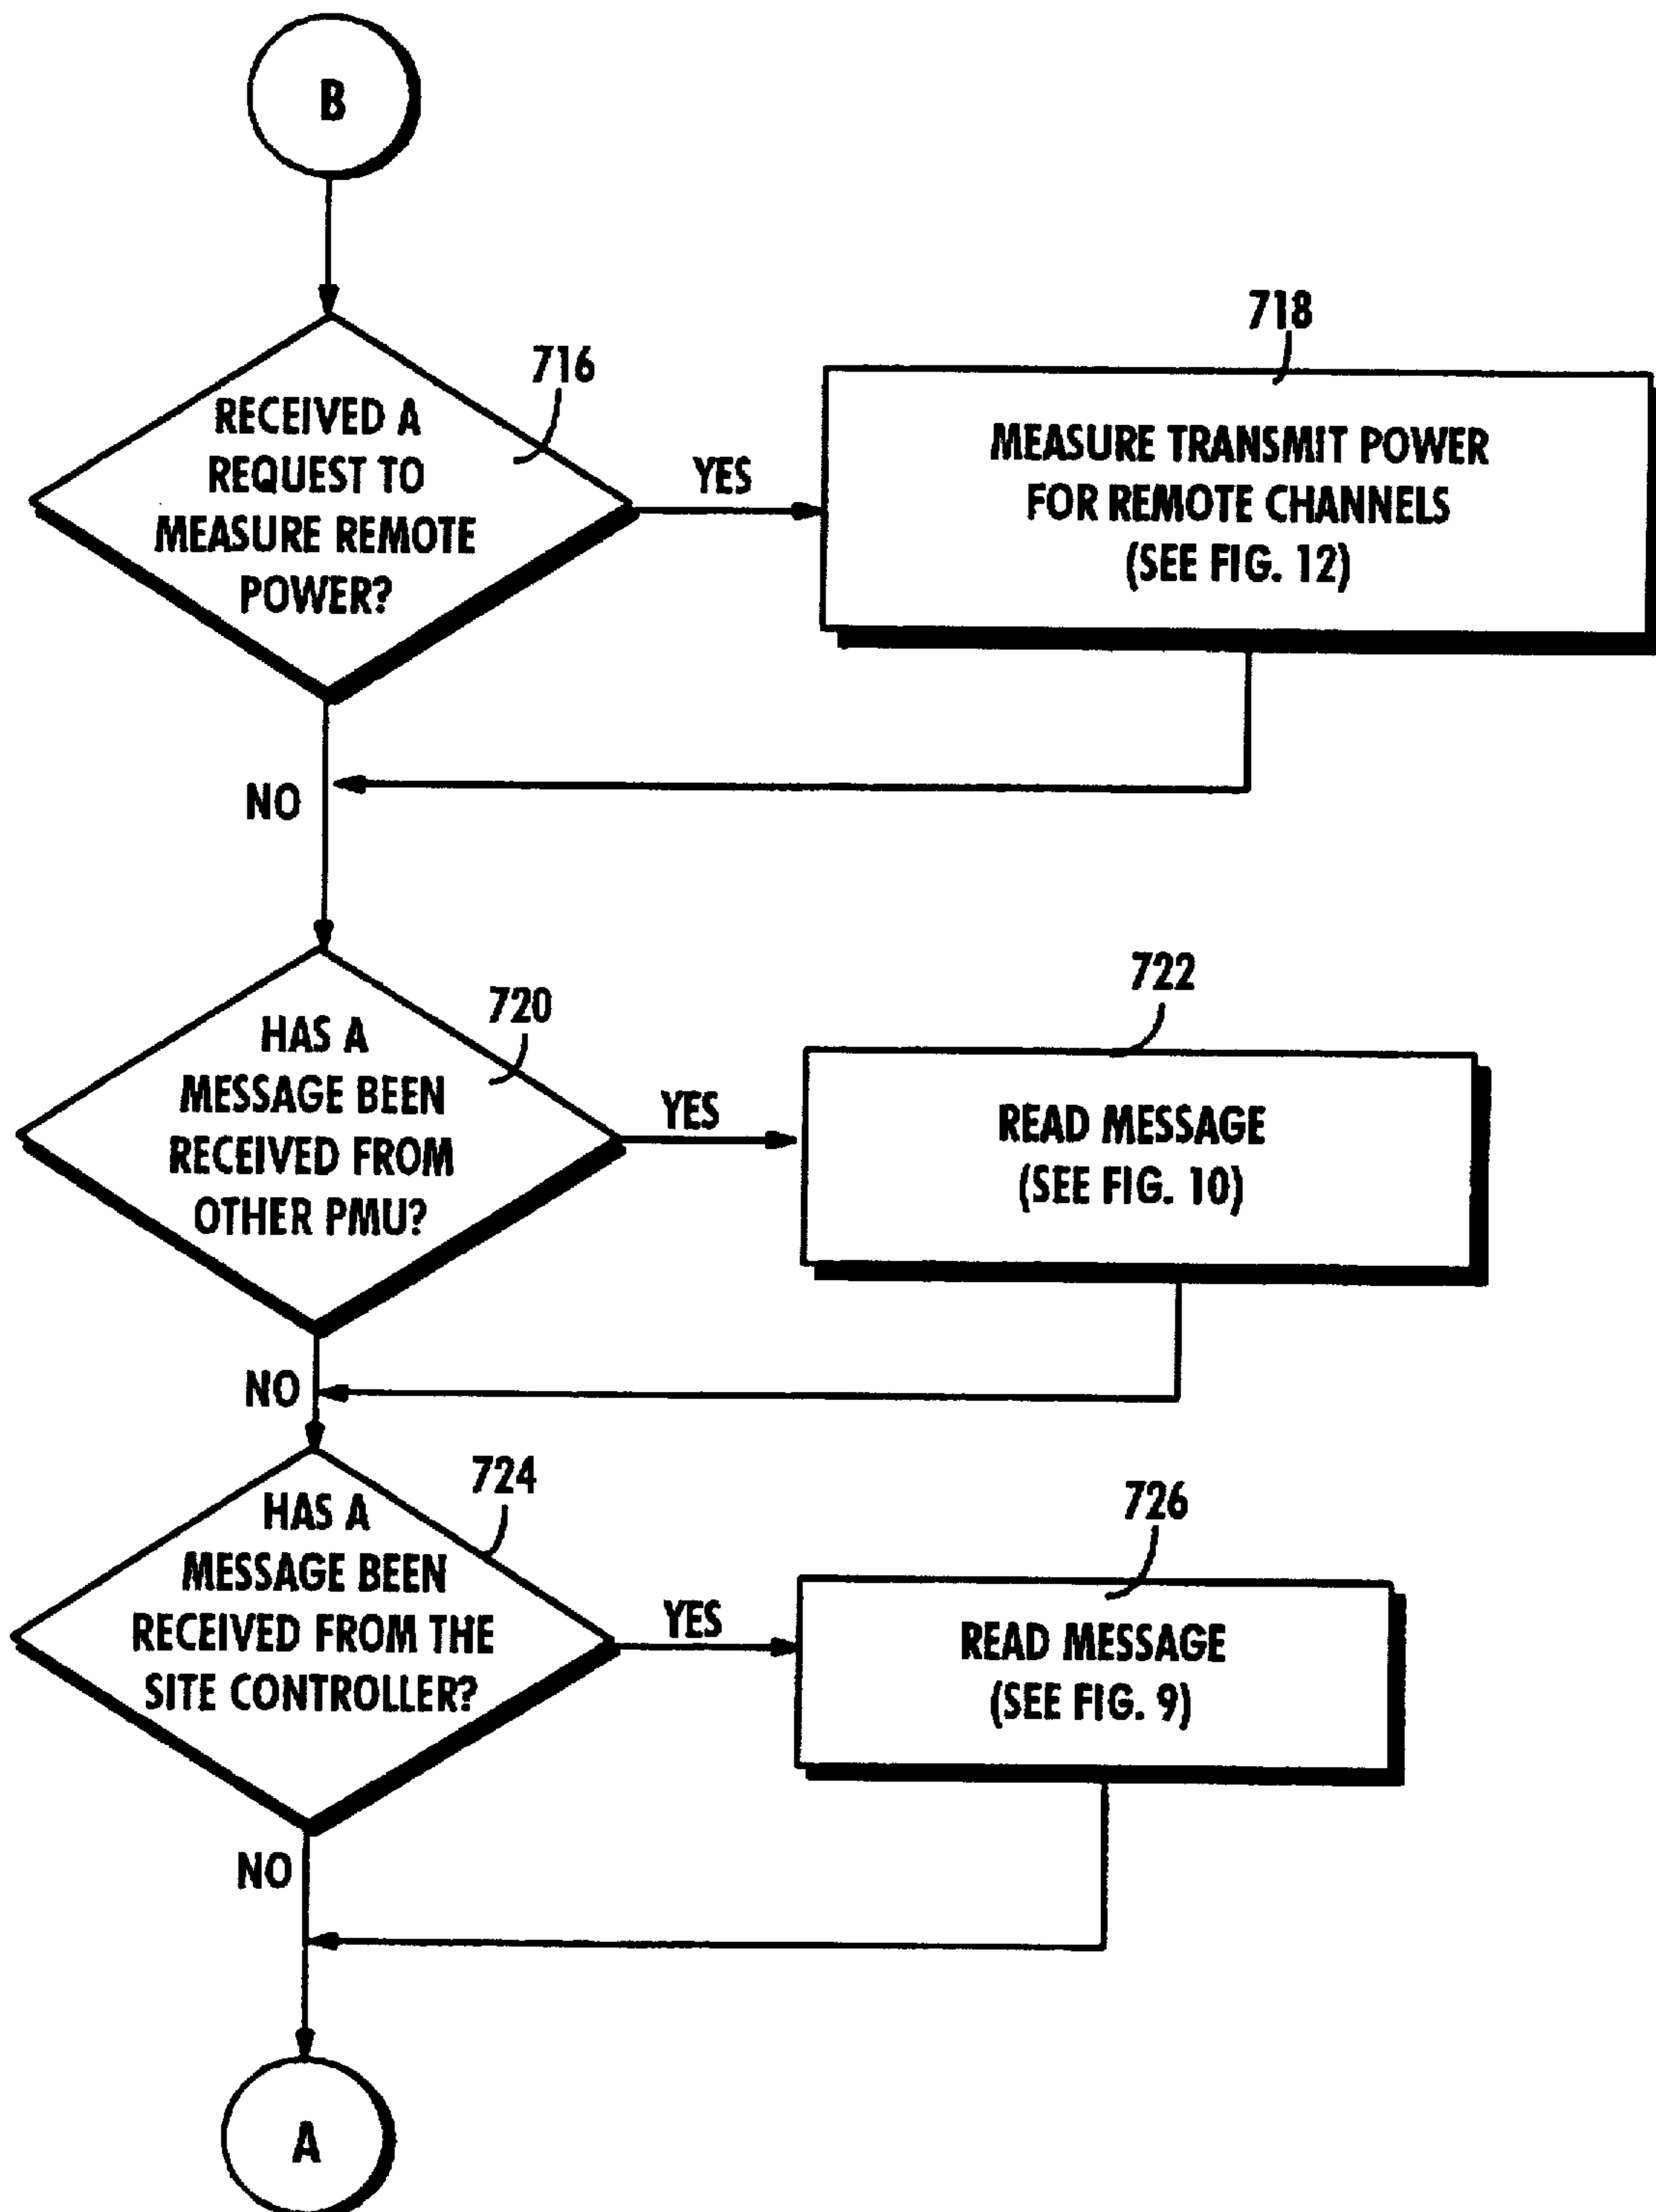 B
716
RECEIVED A
REQUEST TO
MEASURE REMOTE
POWER?
YES
718
MEASURE TRANSMIT POWER
FOR REMOTE CHANNELS
(SEE FIG. 12)
NO
720
HAS A
MESSAGE BEEN
RECEIVED FROM
OTHER PMU?
YES
722
READ MESSAGE
(SEE FIG. 10)
NO
724
HAS A
MESSAGE BEEN
RECEIVED FROM THE
SITE CONTROLLER?
YES
726
READ MESSAGE
(SEE FIG. 9)
NO
A